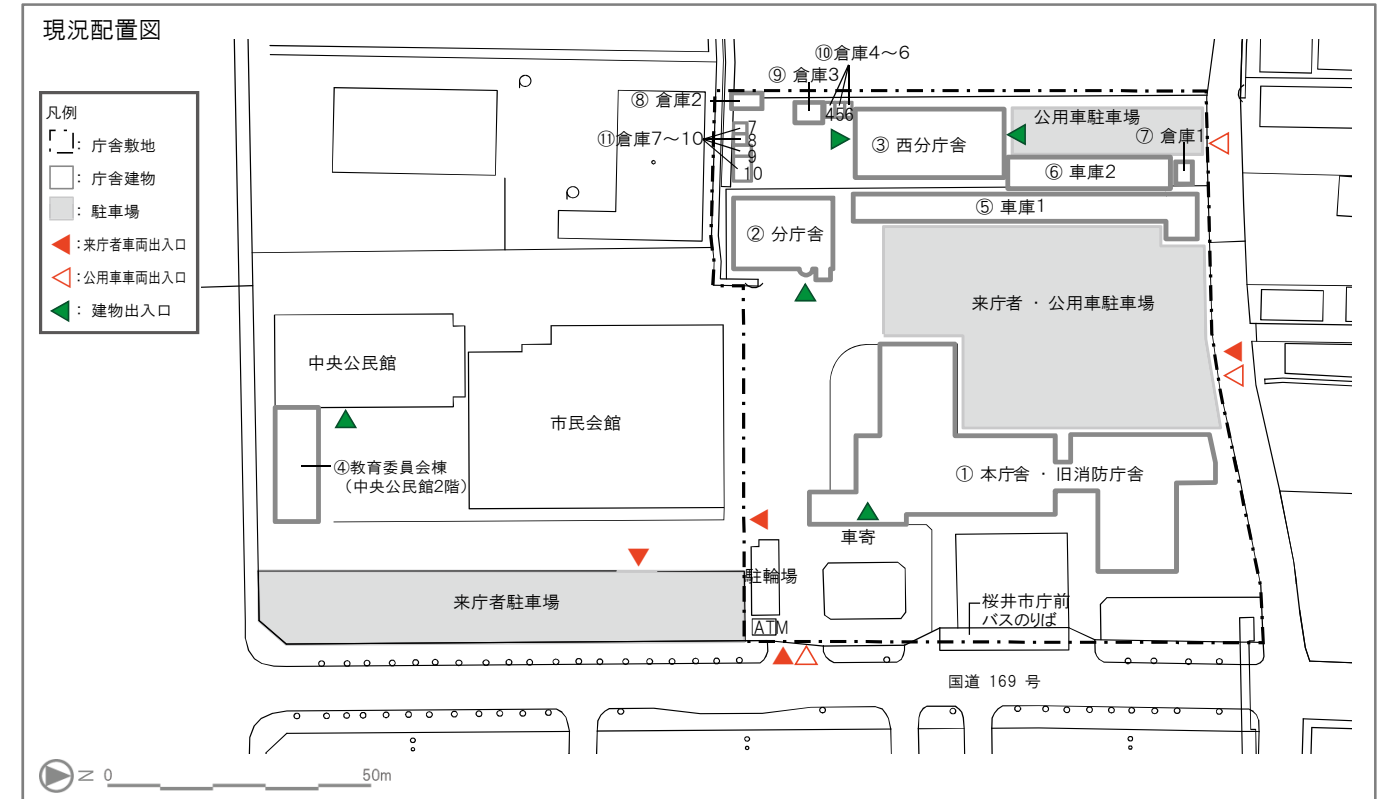 現況配置図
凡例
：庁舎敷地
：庁舎建物
：駐車場
：来庁者車両出入口
：公用車車両出入口
：建物出入口
⑩倉庫4～6
⑨ 倉庫3
⑧ 倉庫2
456
公用車駐車場
⑦ 倉庫1
⑪倉庫7～10
7
8
9
10
③ 西分庁舎
⑥ 車庫2
⑤ 車庫1
② 分庁舎
来庁者 ・ 公用車駐車場
中央公民館
市民会館
④教育委員会棟
（中央公民館2階）
① 本庁舎 ・ 旧消防庁舎
車寄
駐輪場
来庁者駐車場
桜井市庁前
バスのりば
ATM
国道 169 号
N
0
50m